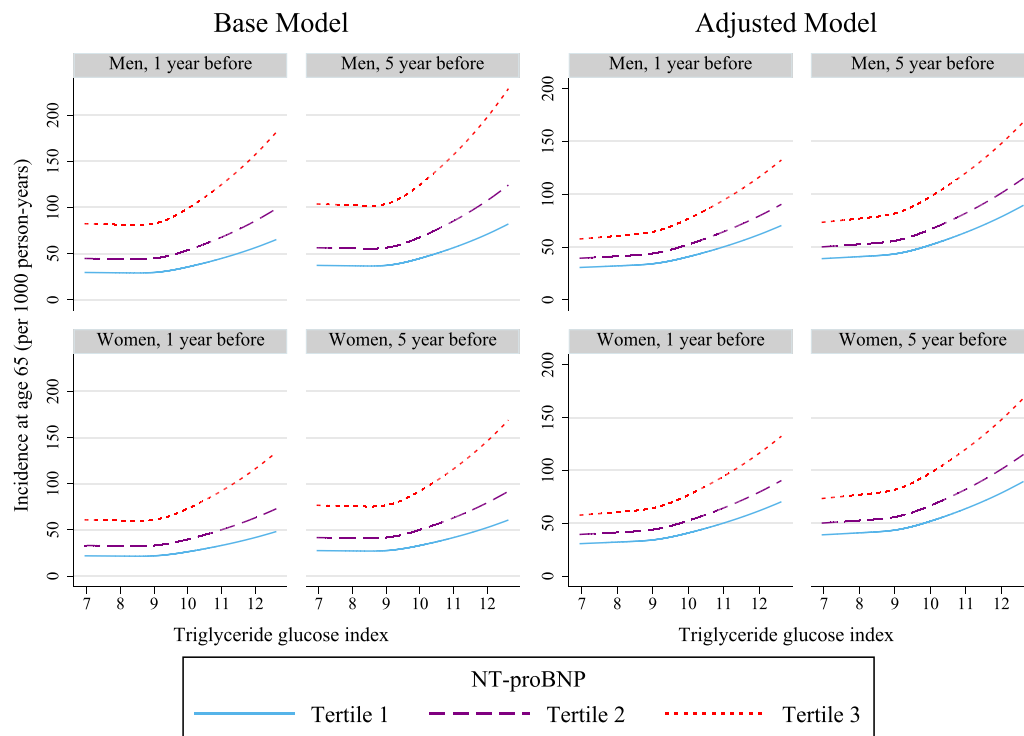 Base Model
Adjusted Model
Men, 1 year before
Men, 5 year before
Men, 1 year before
Men, 5 year before
Incidence at age 65 (per 1000 person-years)
200
150
100
50
0
200
150
100
50
0
Women, 1 year before
Women, 5 year before
Women, 1 year before
Women, 5 year before
200
150
100
50
0
200
150
100
50
0
7 8 9 10 11 12
7 8 9 10 11 12
7 8 9 10 11 12
7 8 9 10 11 12
Triglyceride glucose index
Triglyceride glucose index
NT-proBNP
Tertile 1
Tertile 2
Tertile 3